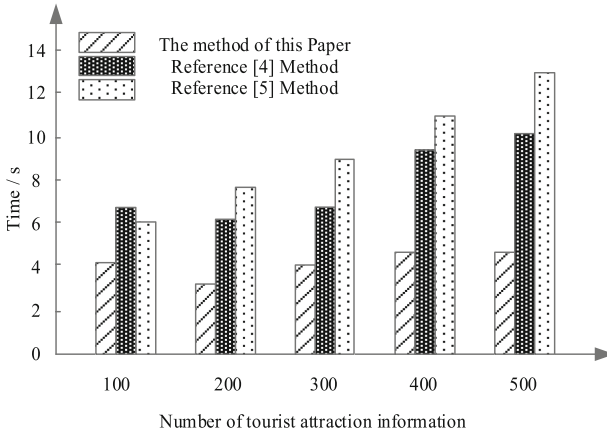 14
12
10
8
6
4
2
0
Time / s
The method of this Paper
Reference [4] Method
Reference [5] Method
100 200 300 400 500
Number of tourist attraction information